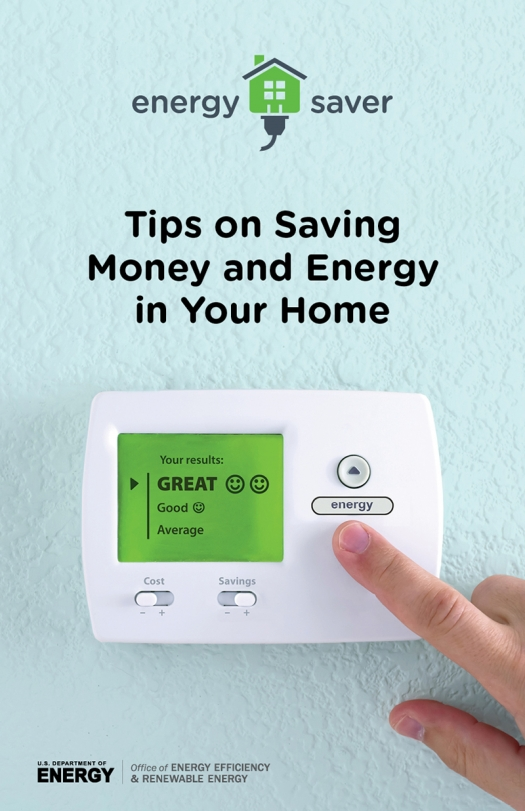 energy saver
Tips on Saving
Money and Energy
in Your Home
Your results:
GREAT
Good
Average
energy
Cost
Savings
– +
– +
U.S. DEPARTMENT OF
ENERGY
Office of ENERGY EFFICIENCY
& RENEWABLE ENERGY